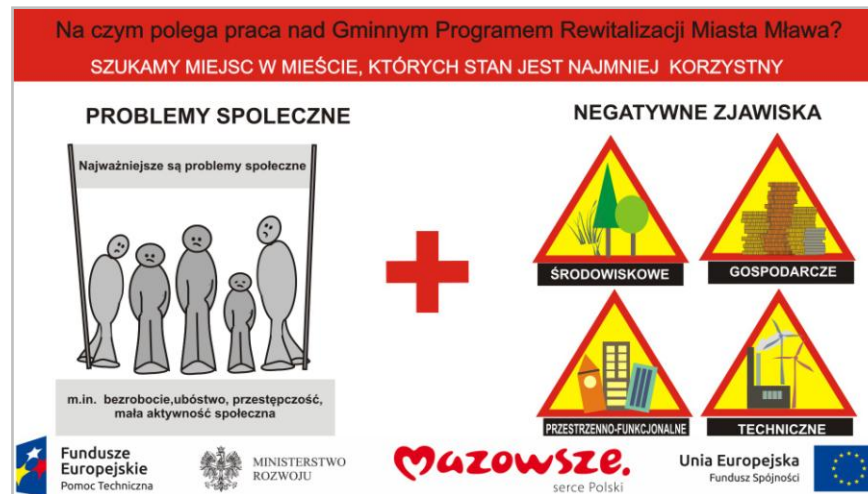 Na czym polega praca nad Gminnym Programem Rewitalizacji Miasta Mława?
SZUKAMY MIEJSC W MIEŚCIE, KTÓRYCH STAN JEST NAJMNIEJ KORZYSTNY
PROBLEMY SPOŁECZNE
Najważniejsze są problemy społeczne
m.in. bezrobocie,ubóstwo, przestępczość,
mała aktywność społeczna
NEGATYWNE ZJAWISKA
ŚRODOWISKOWE
GOSPODARCZE
PRZESTRZENNO-FUNKCJONALNE
TECHNICZNE
Fundusze
Europejskie
Pomoc Techniczna
MINISTERSTWO
ROZWOJU
mazowsze.
serce Polski
Unia Europejska
Fundusz Spójności